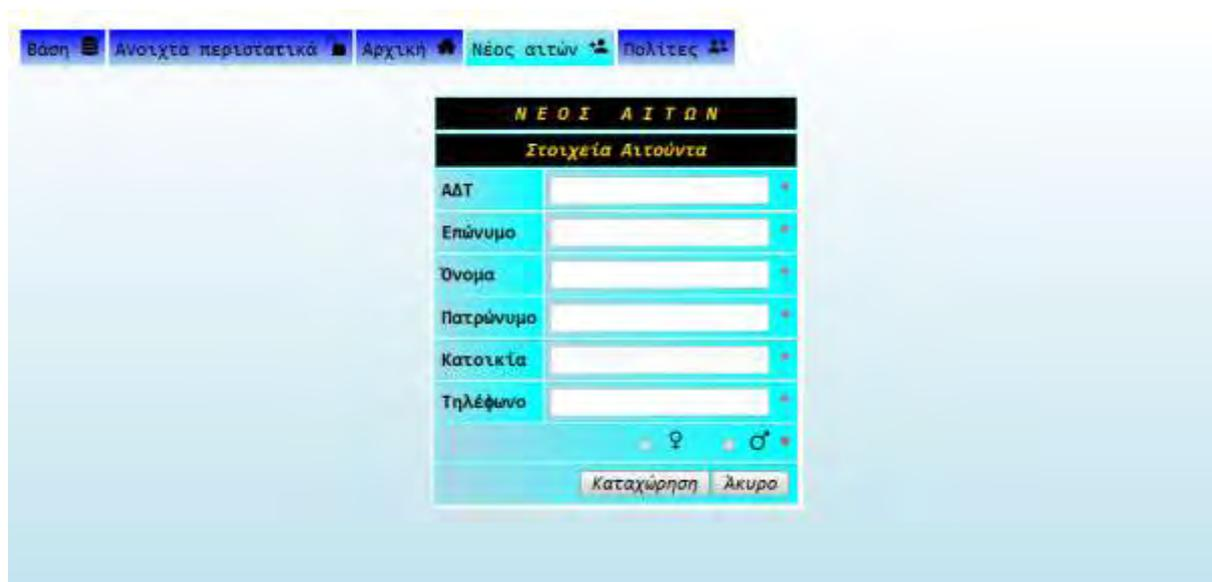 Βάση Ανοιχτά περιστατικά Αρχική Νέος αιτών Πολίτες
ΝΕΟΣ ΑΙΤΩΝ
Στοιχεία Αιτούντα
ΑΔΤ *
Επώνυμο *
Όνομα *
Πατρώνυμο *
Κατοικία *
Τηλέφωνο *
♀ ♂ *
Καταχώρηση Άκυρο